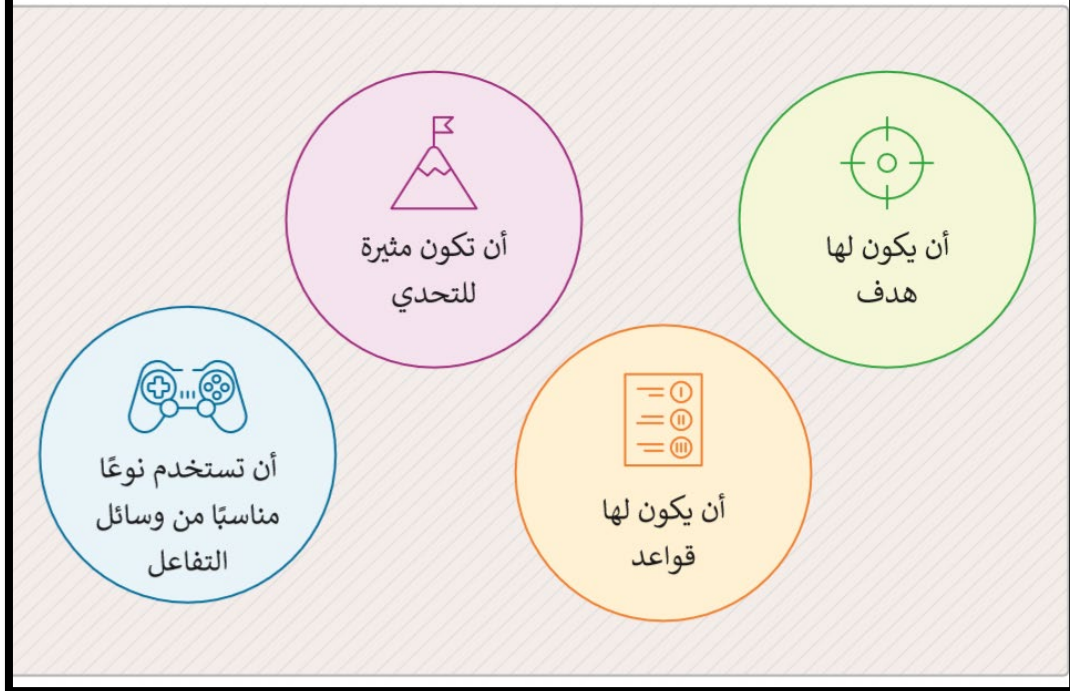 أن يكون لها
هدف
أن تكون مثيرة
للتحدي
أن يكون لها
قواعد
أن تستخدم نوعًا
مناسبًا من وسائل
التفاعل